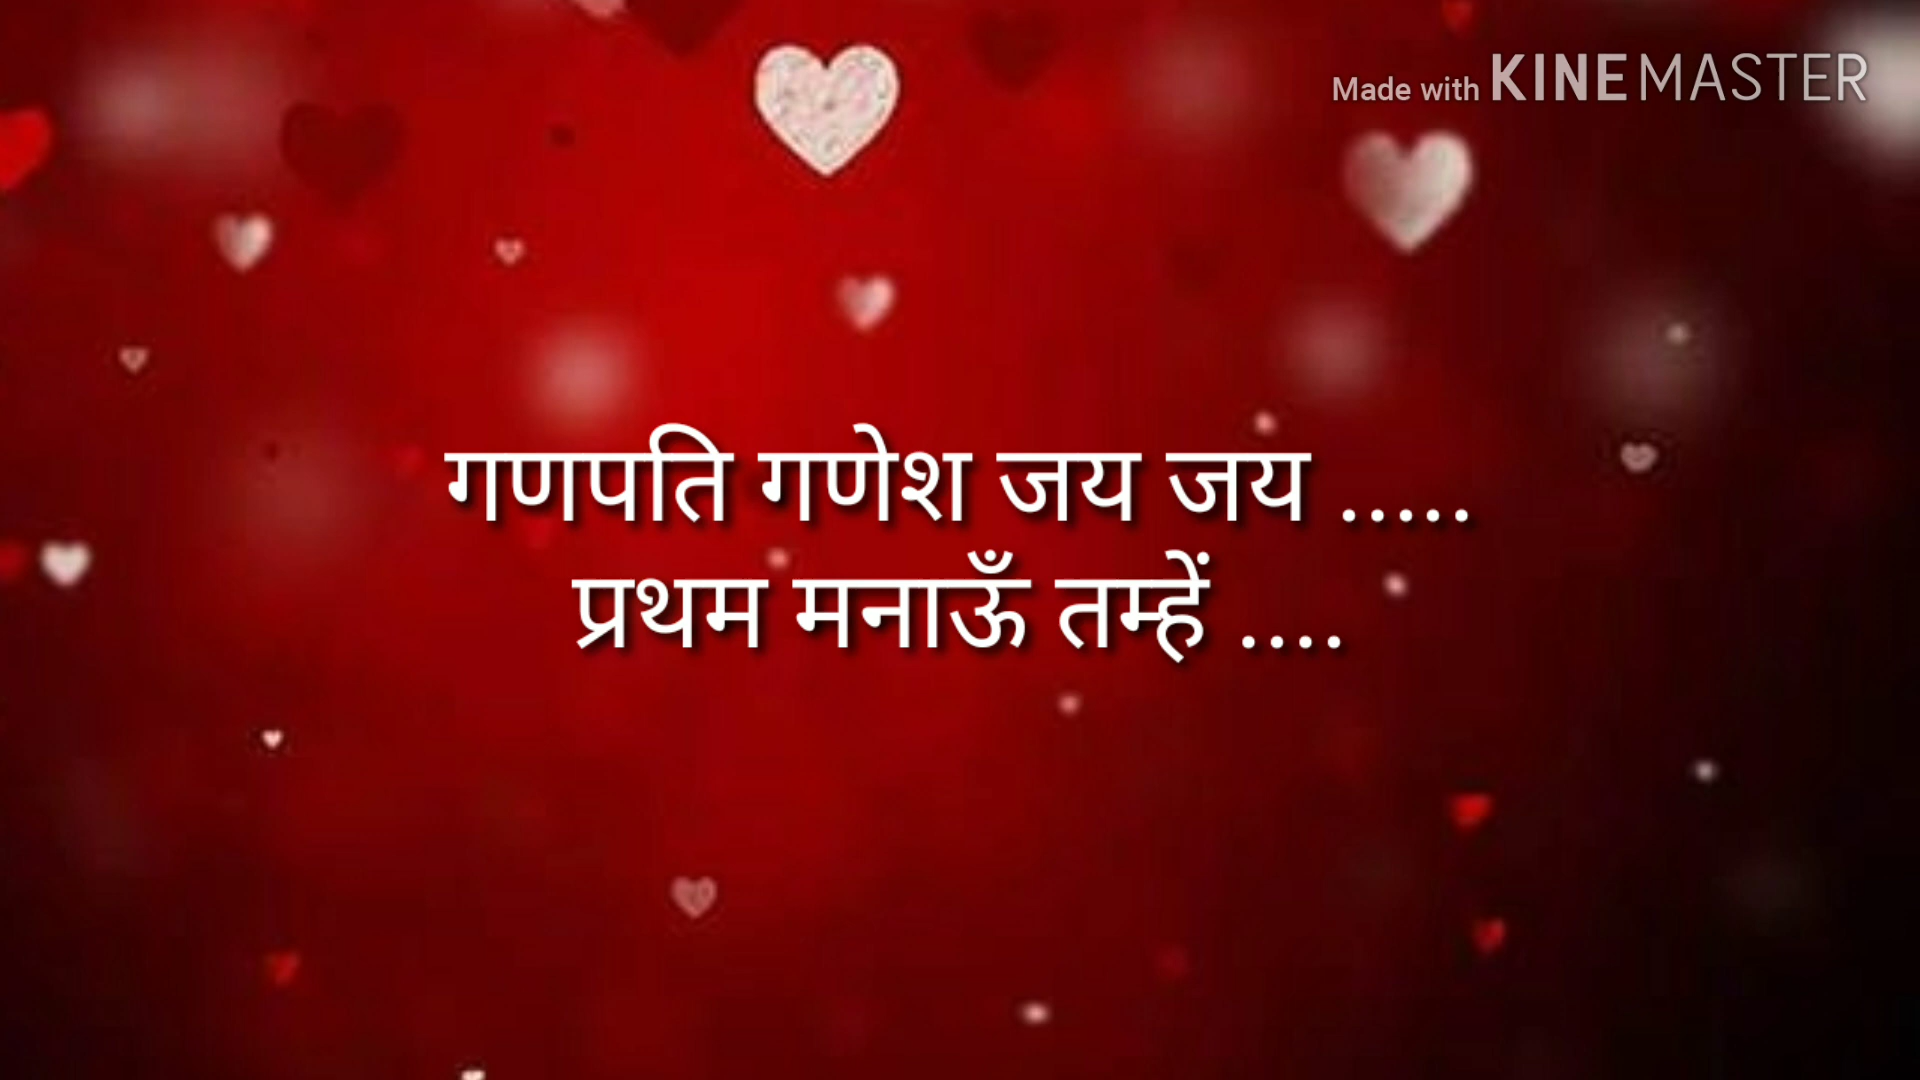 Made with KINEMASTER
गणपति गणेश जय जय .....
प्रथम मनाऊँ तम्हें ....